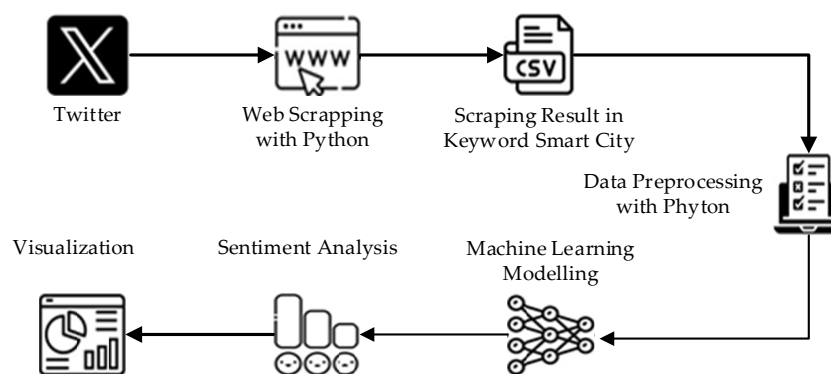 WWW
CSV
Twitter
Web Scrapping
with Python
Scraping Result in
Keyword Smart City
Data Preprocessing
with Phyton
Visualization
Sentiment Analysis
Machine Learning
Modelling